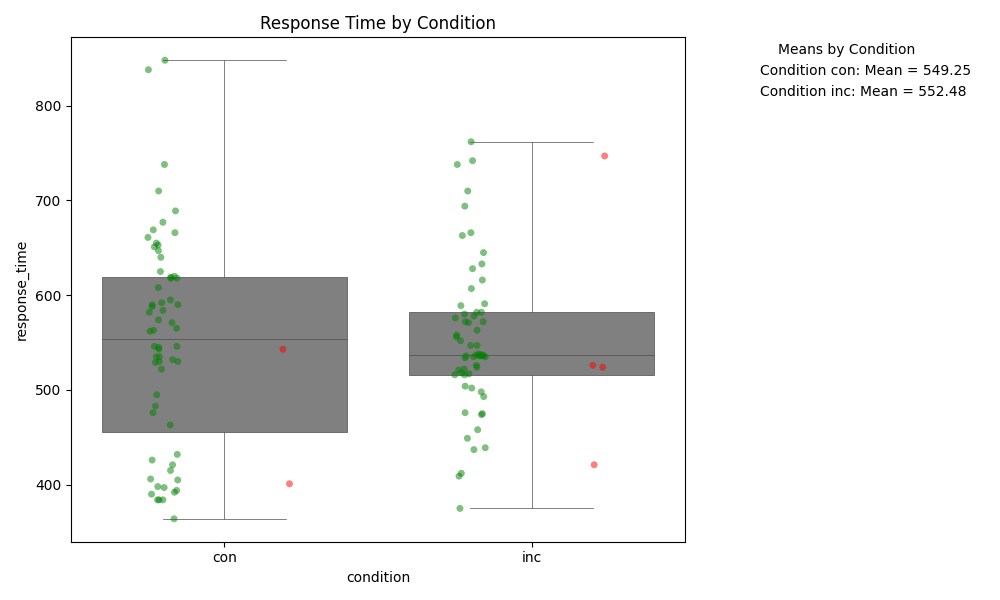 Response Time by Condition
Means by Condition
Condition con: Mean = 549.25
Condition inc: Mean = 552.48
800
700
600
500
400
response_time
con
inc
condition